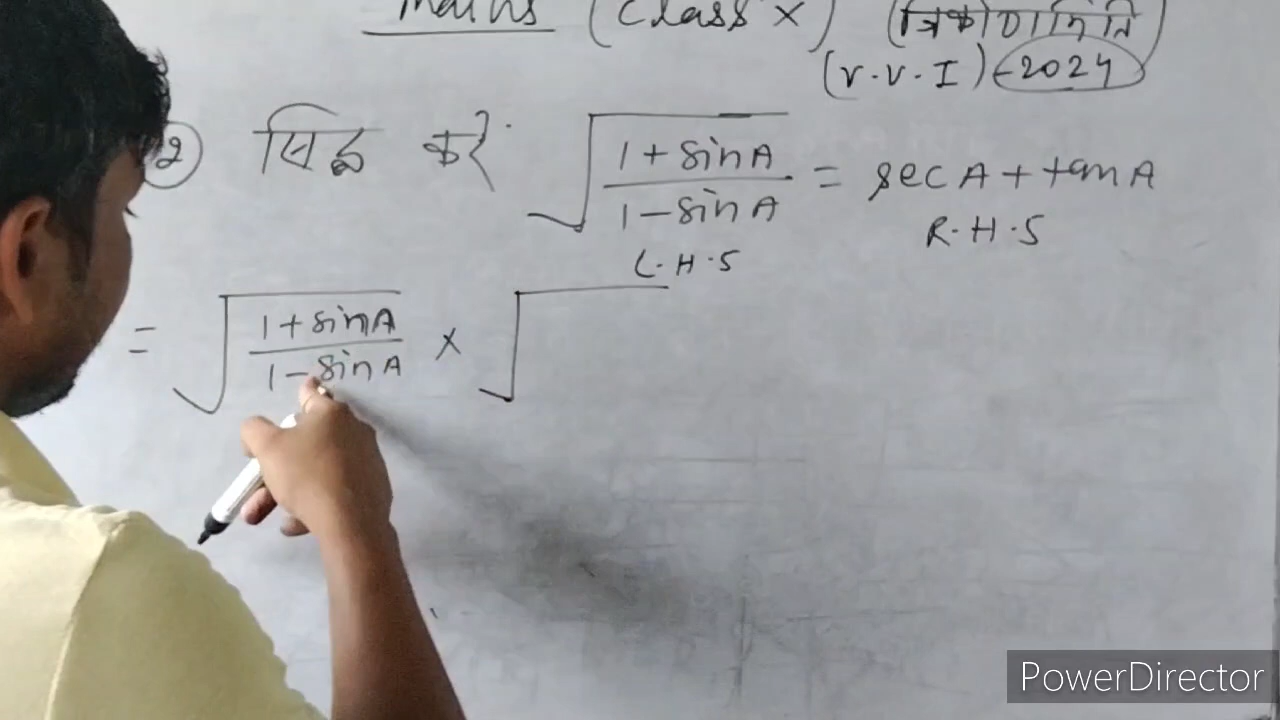 Maths (Class X) (त्रिकोणमिति)
(V.V.I) - 2024
2 सिद्ध करें √(1+sinA / 1-sinA) = secA + tanA
L.H.S R.H.S
= √(1+sinA / 1-sinA) × √
PowerDirector